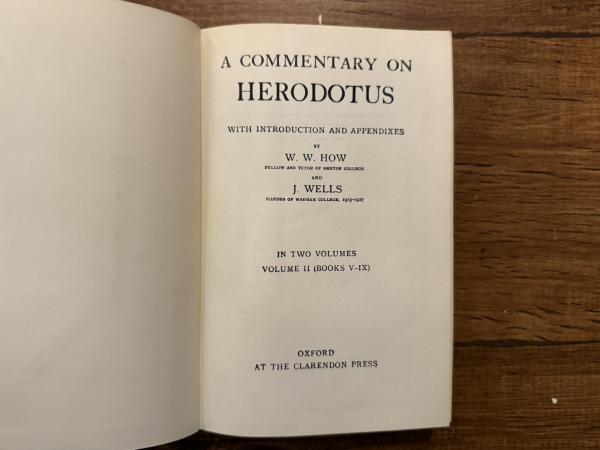 A COMMENTARY ON
HERODOTUS
WITH INTRODUCTION AND APPENDIXES
BY
W. W. HOW
FELLOW AND TUTOR OF MERTON COLLEGE
AND
J. WELLS
WARDEN OF WADHAM COLLEGE, 1913-1927
IN TWO VOLUMES
VOLUME II (BOOKS V–IX)
OXFORD
AT THE CLARENDON PRESS